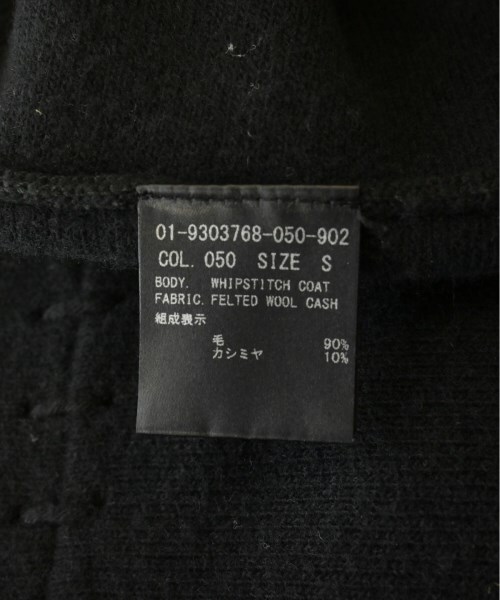 01-9303768-050-902
COL. 050 SIZE S
BODY. WHIPSTITCH COAT
FABRIC. FELTED WOOL CASH
組成表示
毛 90%
カシミヤ 10%